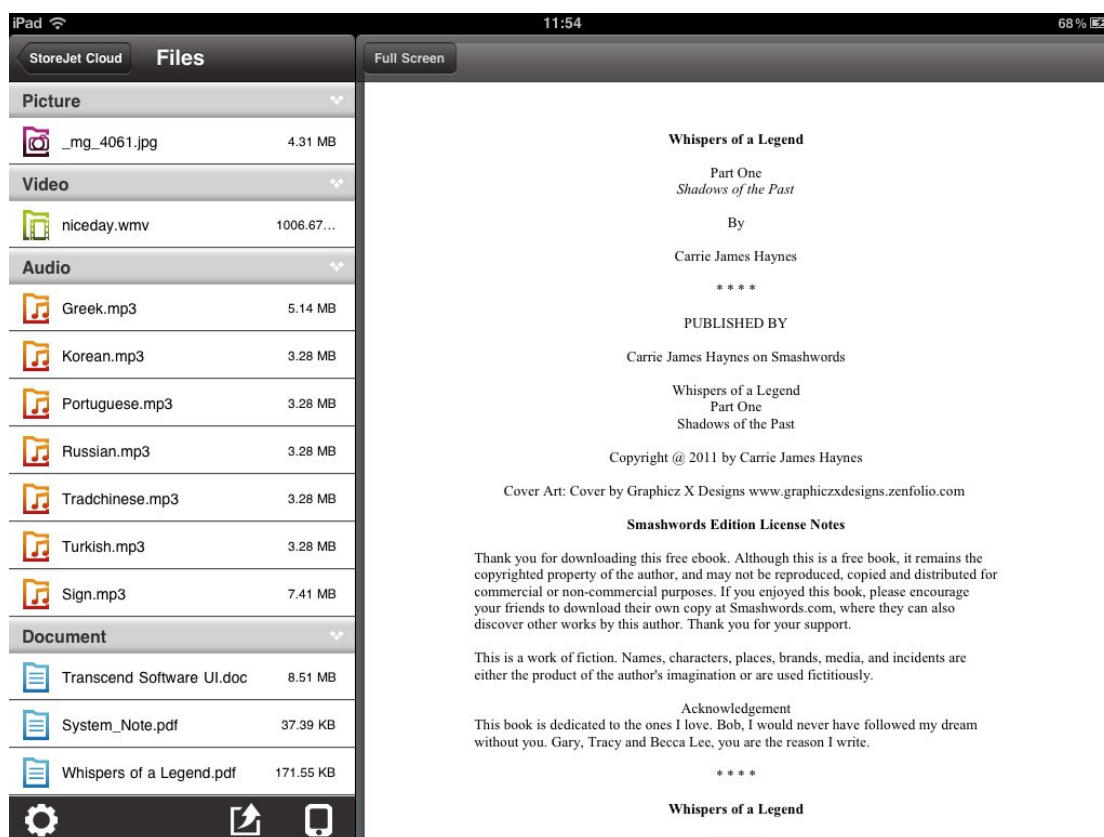 iPad
11:54
68 %
StoreJet Cloud
Files
Picture
_mg_4061.jpg 4.31 MB
Video
niceday.wmv 1006.67...
Audio
Greek.mp3 5.14 MB
Korean.mp3 3.28 MB
Portuguese.mp3 3.28 MB
Russian.mp3 3.28 MB
Tradchinese.mp3 3.28 MB
Turkish.mp3 3.28 MB
Sign.mp3 7.41 MB
Document
Transcend Software UI.doc 8.51 MB
System_Note.pdf 37.39 KB
Whispers of a Legend.pdf 171.55 KB
Full Screen
Whispers of a Legend
Part One
Shadows of the Past
By
Carrie James Haynes
* * * *
PUBLISHED BY
Carrie James Haynes on Smashwords
Whispers of a Legend
Part One
Shadows of the Past
Copyright @ 2011 by Carrie James Haynes
Cover Art: Cover by Graphicz X Designs www.graphiczxdesigns.zenfolio.com
Smashwords Edition License Notes
Thank you for downloading this free ebook. Although this is a free book, it remains the
copyrighted property of the author, and may not be reproduced, copied and distributed for
commercial or non-commercial purposes. If you enjoyed this book, please encourage
your friends to download their own copy at Smashwords.com, where they can also
discover other works by this author. Thank you for your support.
This is a work of fiction. Names, characters, places, brands, media, and incidents are
either the product of the author's imagination or are used fictitiously.
Acknowledgement
This book is dedicated to the ones I love. Bob, I would never have followed my dream
without you. Gary, Tracy and Becca Lee, you are the reason I write.
* * * *
Whispers of a Legend